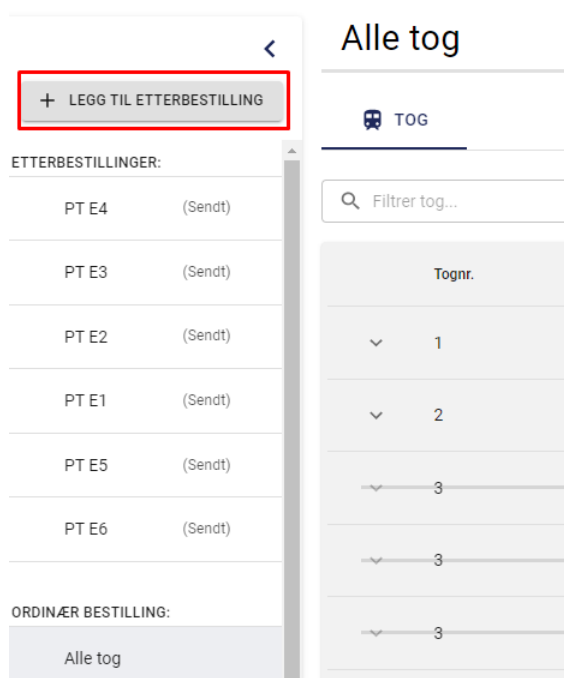 Alle tog
+ LEGG TIL ETTERBESTILLING
TOG
ETTERBESTILLINGER:
PT E4 (Sendt)
PT E3 (Sendt)
PT E2 (Sendt)
PT E1 (Sendt)
PT E5 (Sendt)
PT E6 (Sendt)
ORDINÆR BESTILLING:
Alle tog
Filtrer tog...
Tognr.
1
2
3
3
3